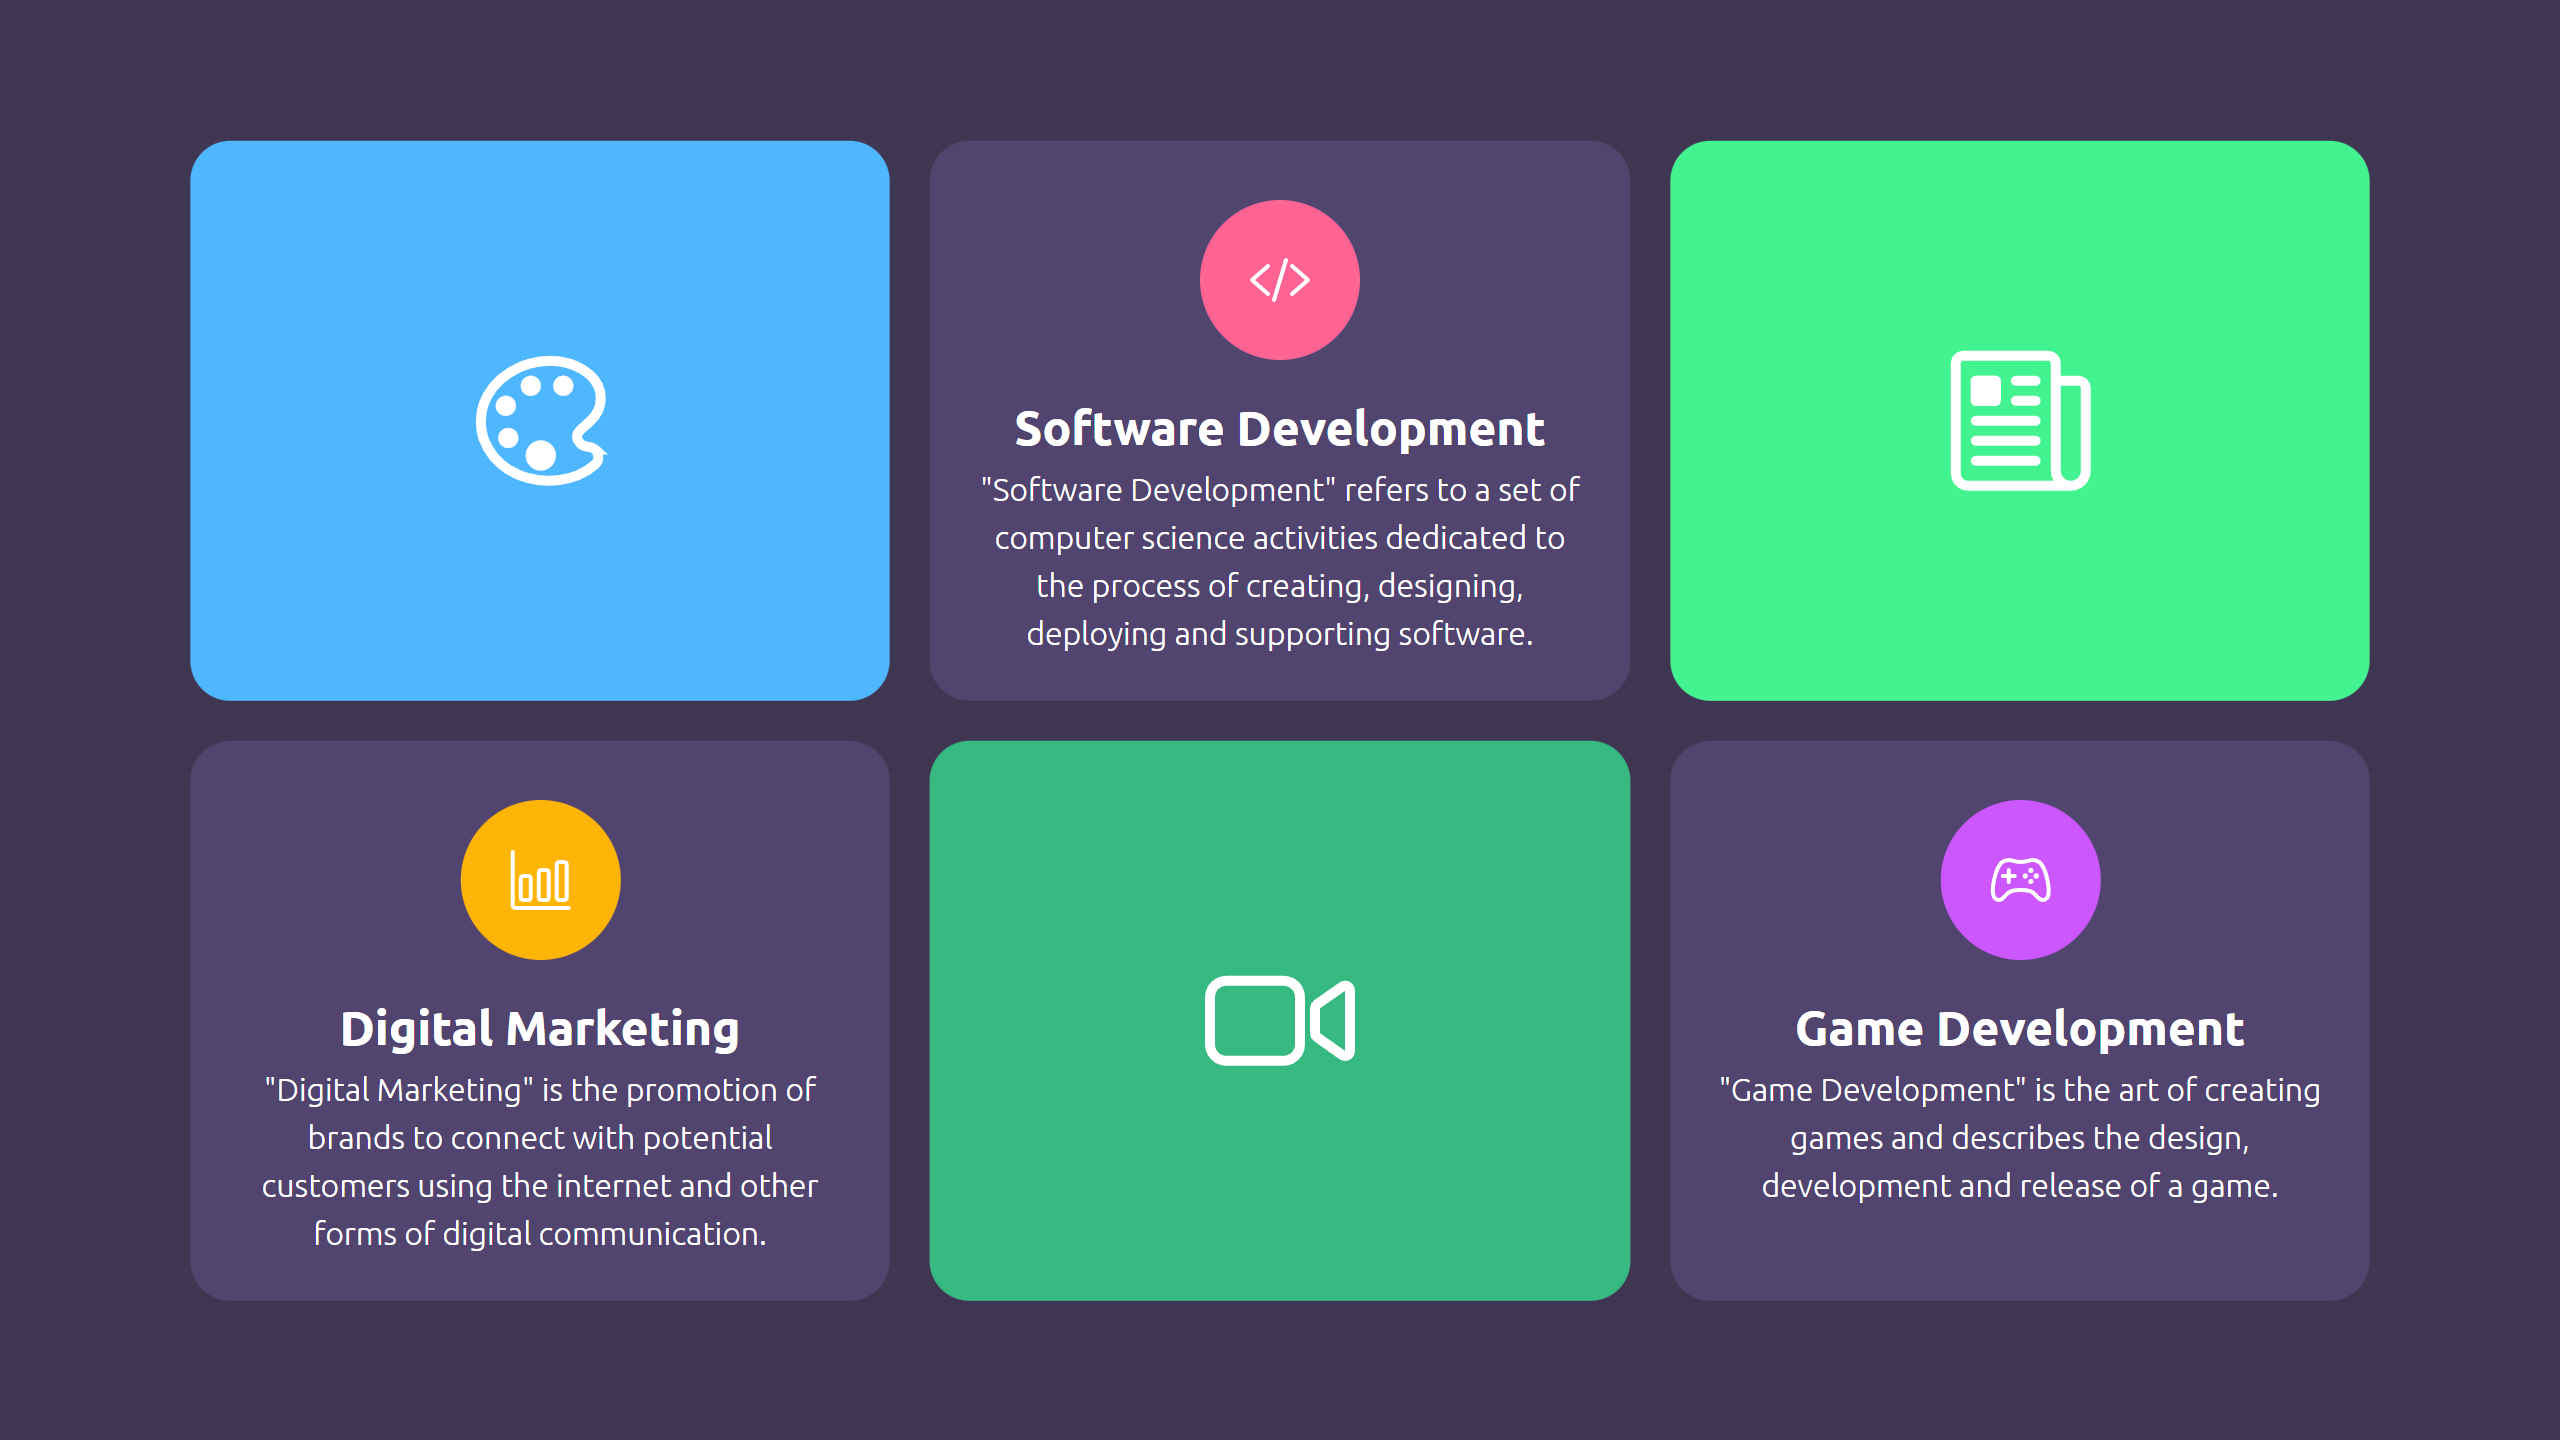 Software Development
"Software Development" refers to a set of
computer science activities dedicated to
the process of creating, designing,
deploying and supporting software.
Digital Marketing
"Digital Marketing" is the promotion of
brands to connect with potential
customers using the internet and other
forms of digital communication.
Game Development
"Game Development" is the art of creating
games and describes the design,
development and release of a game.